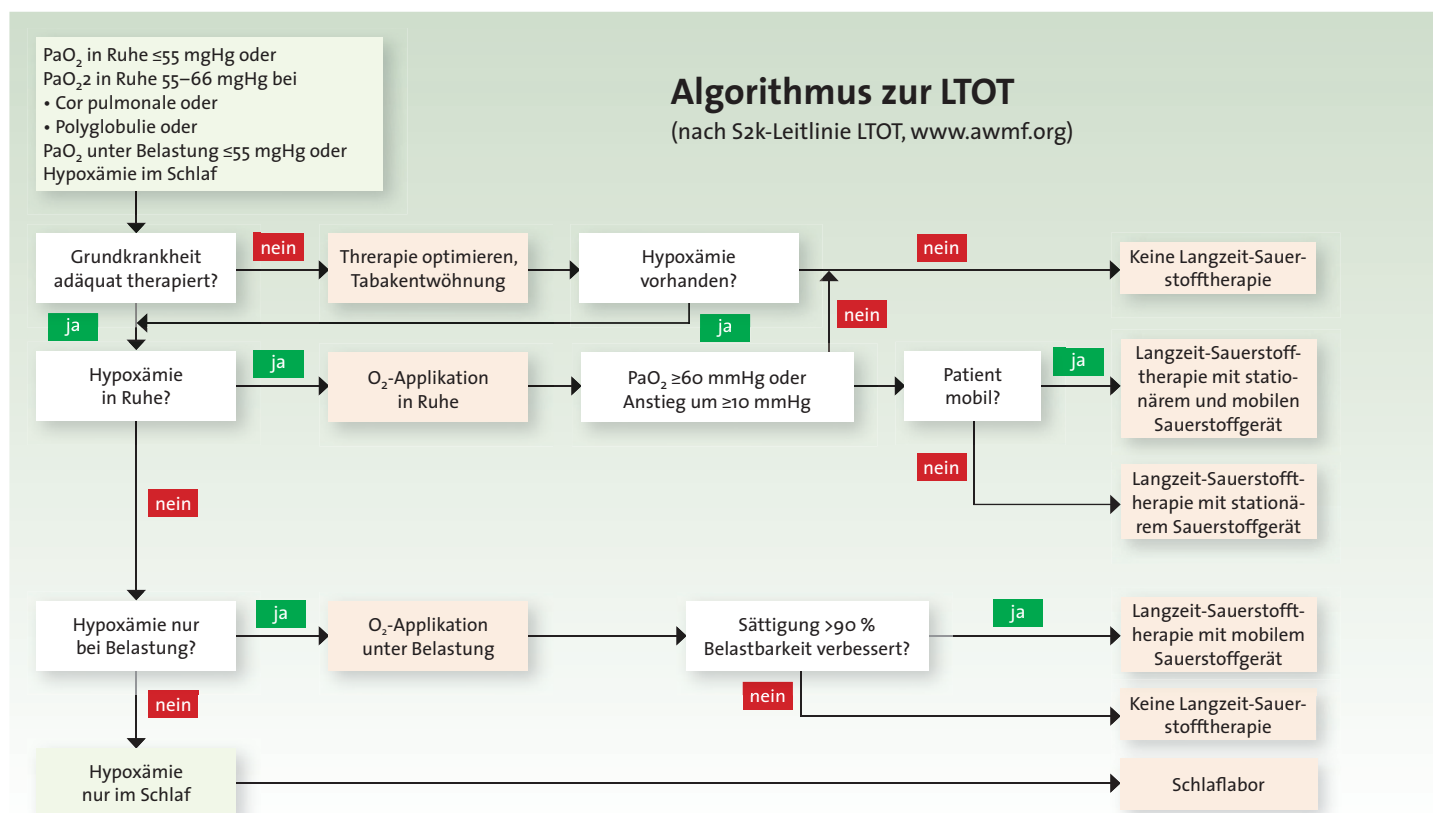 PaO₂ in Ruhe ≤55 mgHg oder
PaO₂2 in Ruhe 55–66 mgHg bei
• Cor pulmonale oder
• Polyglobulie oder
PaO₂ unter Belastung ≤55 mgHg oder
Hypoxämie im Schlaf
Algorithmus zur LTOT
(nach S2k-Leitlinie LTOT, www.awmf.org)
Grundkrankheit
adäquat therapiert?
nein
Threrapie optimieren,
Tabakentwöhnung
Hypoxämie
vorhanden?
nein
Keine Langzeit-Sauer-
stofftherapie
ja
ja
nein
Hypoxämie
in Ruhe?
ja
O₂-Applikation
in Ruhe
PaO₂ ≥60 mmHg oder
Anstieg um ≥10 mmHg
Patient
mobil?
ja
Langzeit-Sauerstoff-
therapie mit statio-
närem und mobilen
Sauerstoffgerät
nein
Langzeit-Sauerstofft-
herapie mit stationä-
rem Sauerstoffgerät
nein
Hypoxämie nur
bei Belastung?
ja
O₂-Applikation
unter Belastung
Sättigung >90 %
Belastbarkeit verbessert?
ja
Langzeit-Sauerstofft-
herapie mit mobilem
Sauerstoffgerät
nein
Keine Langzeit-Sauer-
stofftherapie
nein
Hypoxämie
nur im Schlaf
Schlaflabor